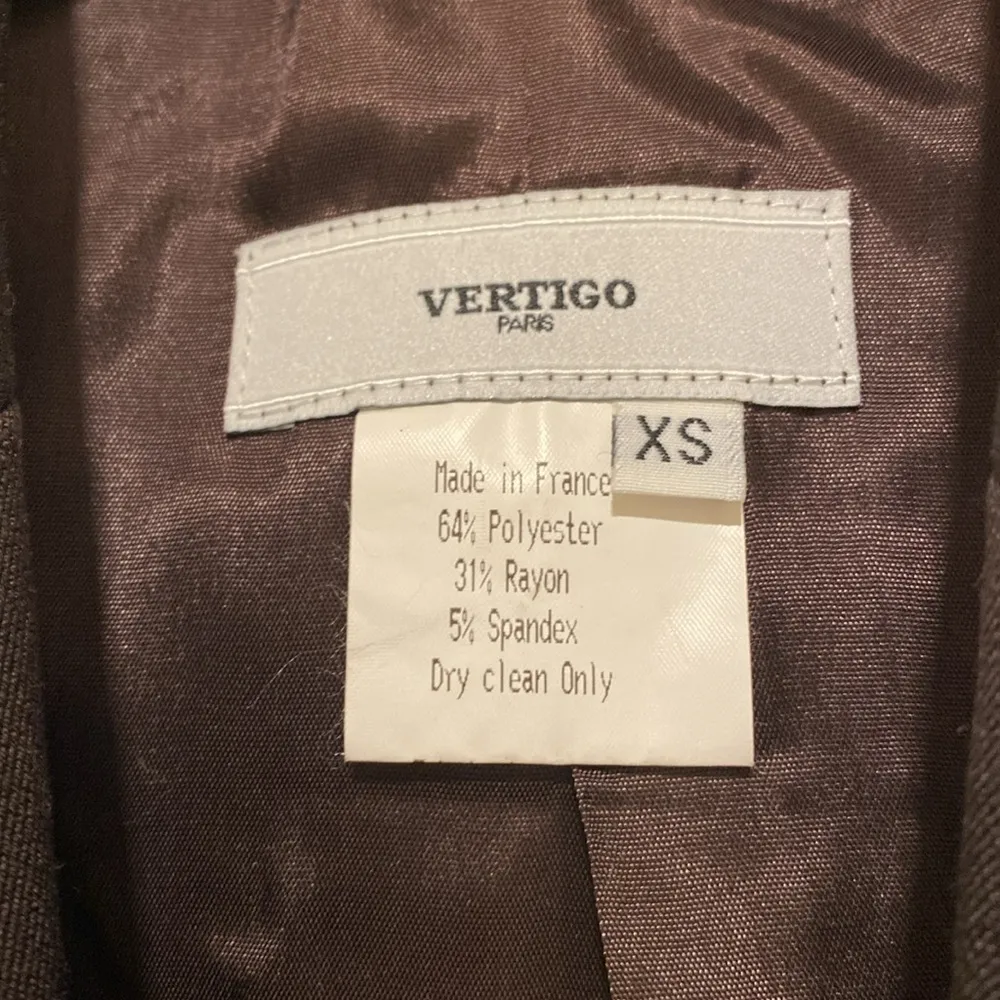 VERTIGO
PARIS
XS
Made in France
64% Polyester
31% Rayon
5% Spandex
Dry clean Only